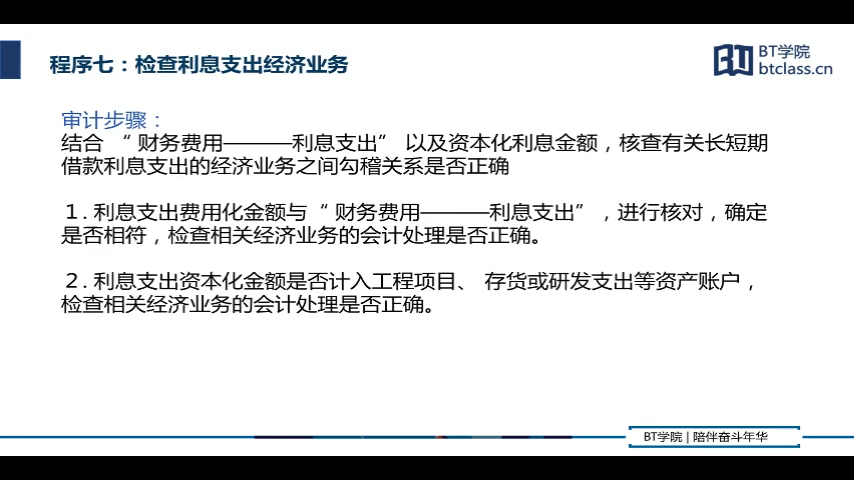 程序七：检查利息支出经济业务
BT学院
btclass.cn
审计步骤：
结合 “ 财务费用———利息支出” 以及资本化利息金额，核查有关长短期
借款利息支出的经济业务之间勾稽关系是否正确
1. 利息支出费用化金额与“ 财务费用———利息支出” ，进行核对，确定
是否相符，检查相关经济业务的会计处理是否正确。
2. 利息支出资本化金额是否计入工程项目、 存货或研发支出等资产账户，
检查相关经济业务的会计处理是否正确。
BT学院 | 陪伴奋斗年华